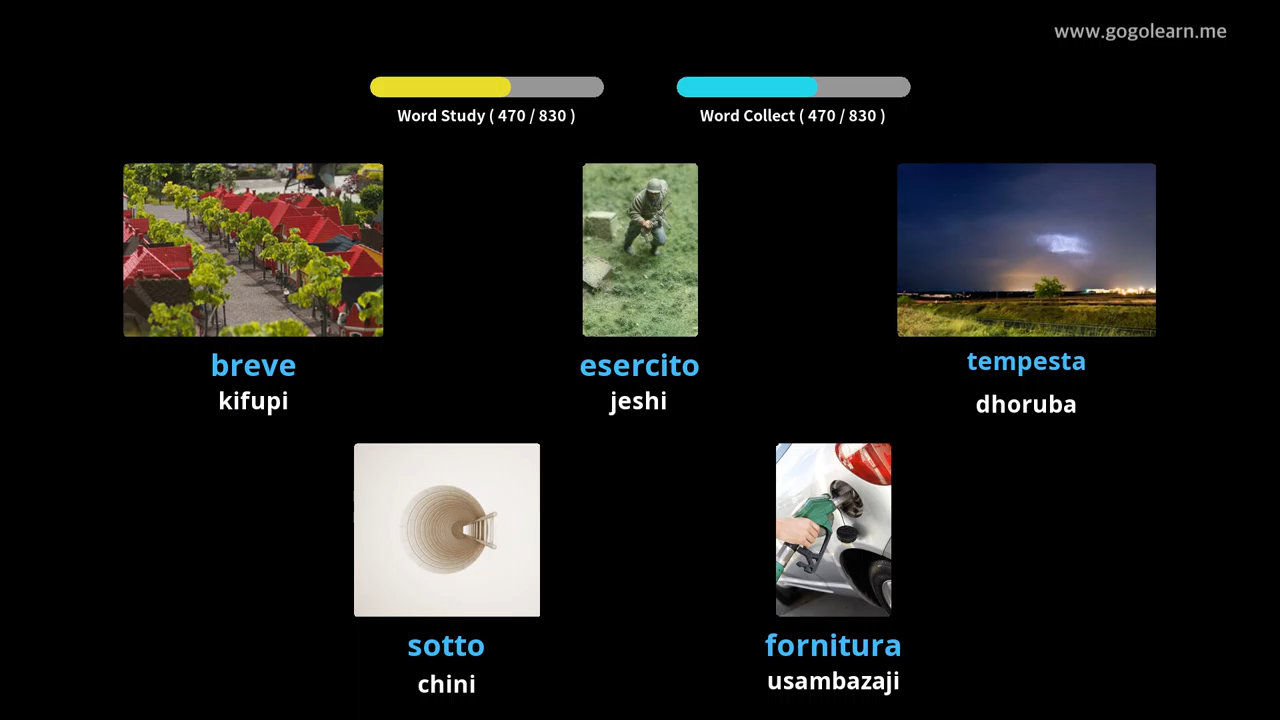 www.gogolearn.me
Word Study ( 470 / 830 )
Word Collect ( 470 / 830 )
breve
kifupi
esercito
jeshi
tempesta
dhoruba
sotto
chini
fornitura
usambazaji